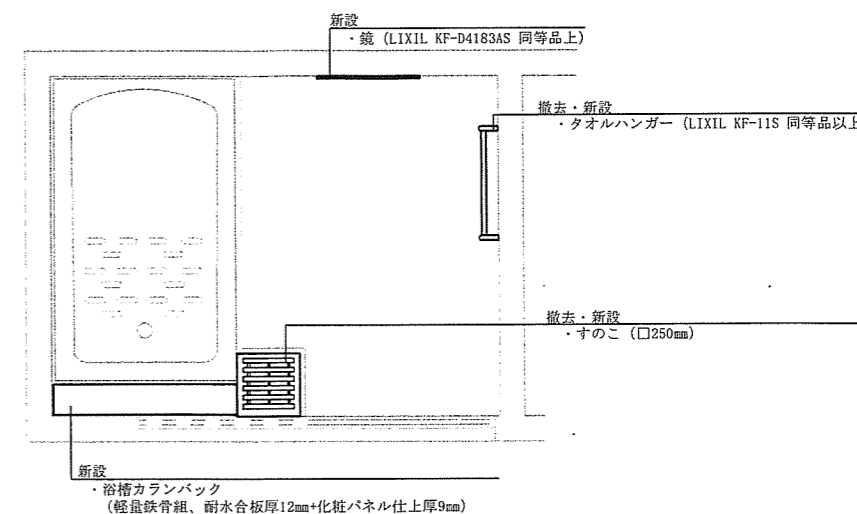 新設
・鏡 (LIXIL KF-D4183AS 同等品上)
撤去・新設
・タオルハンガー (LIXIL KF-11S 同等品以上
撤去・新設
・すのこ (□250mm)
新設
・浴槽カランバック
(軽量鉄骨組、耐水合板厚12mm+化粧パネル仕上厚9mm)